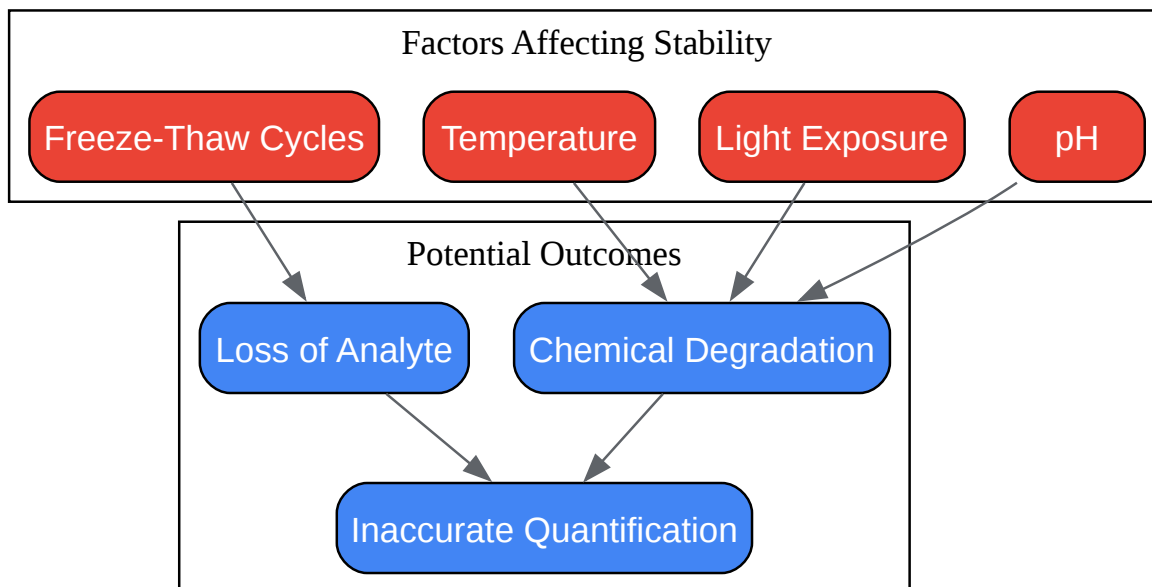 Factors Affecting Stability
Freeze-Thaw Cycles
Temperature
Light Exposure
pH
Potential Outcomes
Loss of Analyte
Chemical Degradation
Inaccurate Quantification